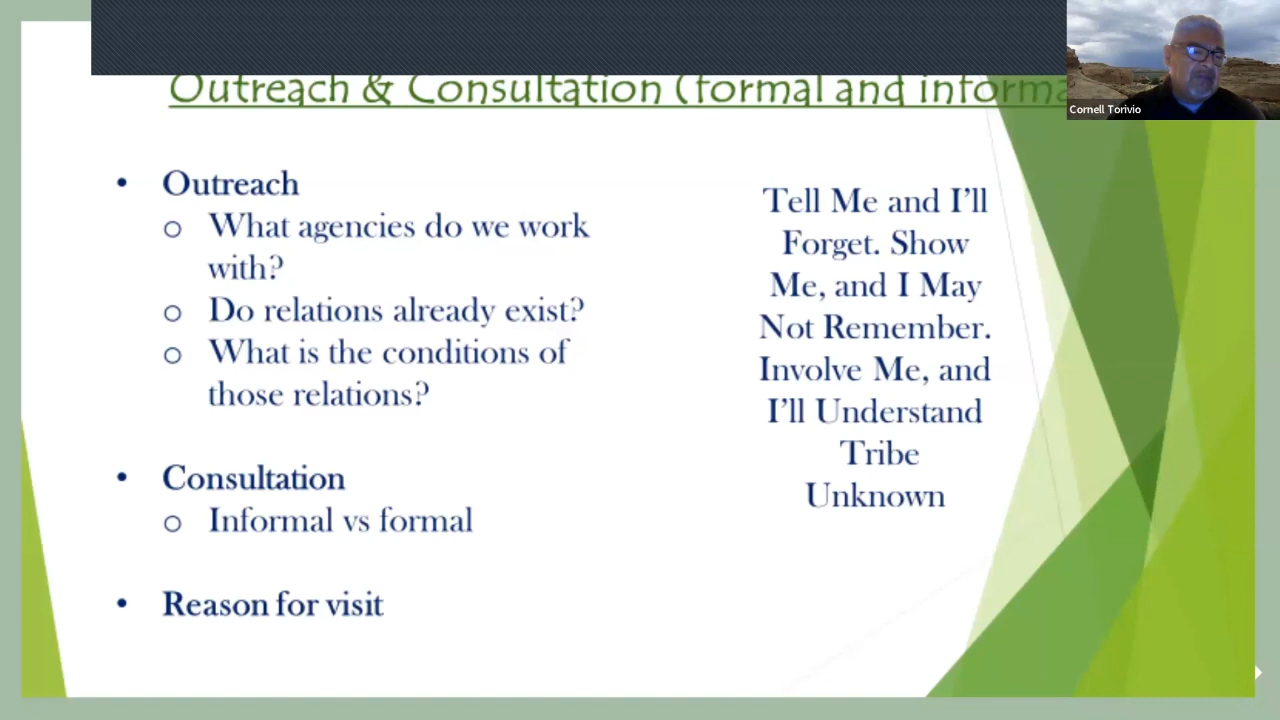 Outreach & Consultation (formal and informa
Cornell Torivio
• Outreach
o What agencies do we work
with?
o Do relations already exist?
o What is the conditions of
those relations?
• Consultation
o Informal vs formal
• Reason for visit
Tell Me and I’ll
Forget. Show
Me, and I May
Not Remember.
Involve Me, and
I’ll Understand
Tribe
Unknown